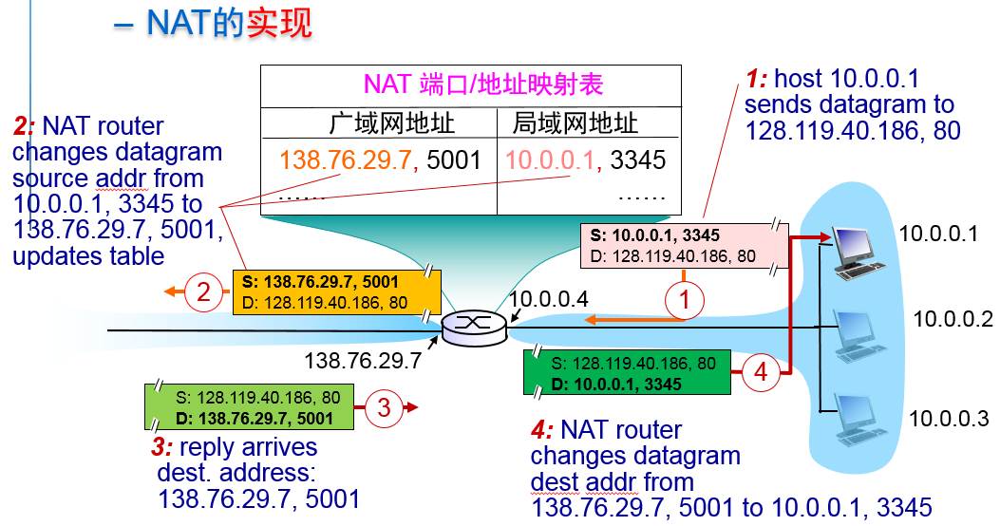 – NAT的实现
NAT 端口/地址映射表
广域网地址
局域网地址
138.76.29.7, 5001
10.0.0.1, 3345
……
……
1: host 10.0.0.1
sends datagram to
128.119.40.186, 80
2: NAT router
changes datagram
source addr from
10.0.0.1, 3345 to
138.76.29.7, 5001,
updates table
S: 10.0.0.1, 3345
D: 128.119.40.186, 80
1
S: 138.76.29.7, 5001
D: 128.119.40.186, 80
2
10.0.0.4
138.76.29.7
10.0.0.1
10.0.0.2
10.0.0.3
S: 128.119.40.186, 80
D: 10.0.0.1, 3345
4
S: 128.119.40.186, 80
D: 138.76.29.7, 5001
3
3: reply arrives
dest. address:
138.76.29.7, 5001
4: NAT router
changes datagram
dest addr from
138.76.29.7, 5001 to 10.0.0.1, 3345